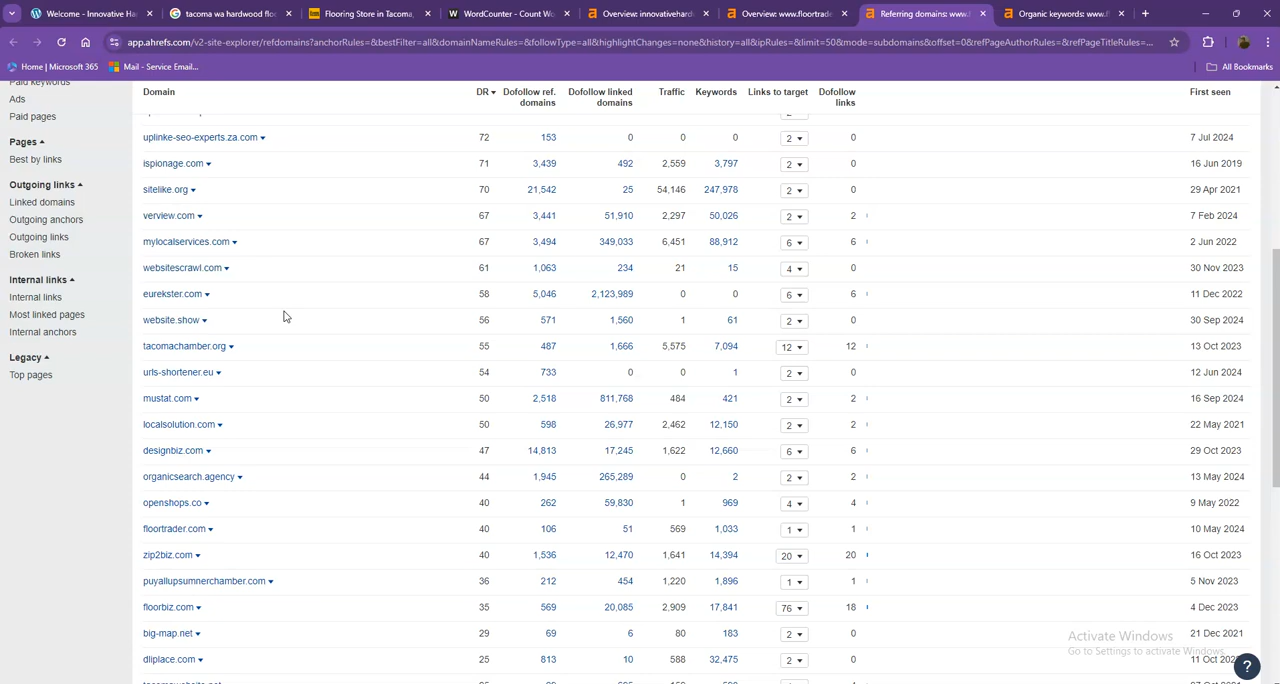 Welcome - Innovative Ha
tacoma wa hardwood floo
Flooring Store in Tacoma,
WordCounter - Count Wo
Overview: innovativehard
Overview: www.floortrade
Referring domains: www.f
Organic keywords: www.fl
app.ahrefs.com/v2-site-explorer/refdomains?anchorRules=&bestFilter=all&domainNameRules=&followType=all&highlightChanges=none&history=all&ipRules=&limit=50&mode=subdomains&offset=0&refPageAuthorRules=&refPageTitleRules=...
Home | Microsoft 365 Mail - Service Email... All Bookmarks
Paid keywords
Ads
Paid pages
Pages
Best by links
Outgoing links
Linked domains
Outgoing anchors
Outgoing links
Broken links
Internal links
Internal links
Most linked pages
Internal anchors
Legacy
Top pages
Domain DR Dofollow ref. domains Dofollow linked domains Traffic Keywords Links to target Dofollow links First seen
2
uplinke-seo-experts.za.com 72 153 0 0 0 2 0 7 Jul 2024
ispionage.com 71 3,439 492 2,559 3,797 2 0 16 Jun 2019
sitelike.org 70 21,542 25 54,146 247,978 2 0 29 Apr 2021
verview.com 67 3,441 51,910 2,297 50,026 2 2 7 Feb 2024
mylocalservices.com 67 3,494 349,033 6,451 88,912 6 6 2 Jun 2022
websitescrawl.com 61 1,063 234 21 15 4 0 30 Nov 2023
eurekster.com 58 5,046 2,123,989 0 0 6 6 11 Dec 2022
website.show 56 571 1,560 1 61 2 0 30 Sep 2024
tacomachamber.org 55 487 1,666 5,575 7,094 12 12 13 Oct 2023
urls-shortener.eu 54 733 0 0 1 2 0 12 Jun 2024
mustat.com 50 2,518 811,768 484 421 2 2 16 Sep 2024
localsolution.com 50 598 26,977 2,462 12,150 2 2 22 May 2021
designbiz.com 47 14,813 17,245 1,622 12,660 6 6 29 Oct 2023
organicsearch.agency 44 1,945 265,289 0 2 2 2 13 May 2024
openshops.co 40 262 59,830 1 969 4 4 9 May 2022
floortrader.com 40 106 51 569 1,033 1 1 10 May 2024
zip2biz.com 40 1,536 12,470 1,641 14,394 20 20 16 Oct 2023
puyallupsumnerchamber.com 36 212 454 1,220 1,896 1 1 5 Nov 2023
floorbiz.com 35 569 20,085 2,909 17,841 76 18 4 Dec 2023
big-map.net 29 69 6 80 183 2 0 21 Dec 2021
dliplace.com 25 813 10 588 32,475 2 0 11 Oct
Activate Windows
Go to Settings to activate Windows.
?